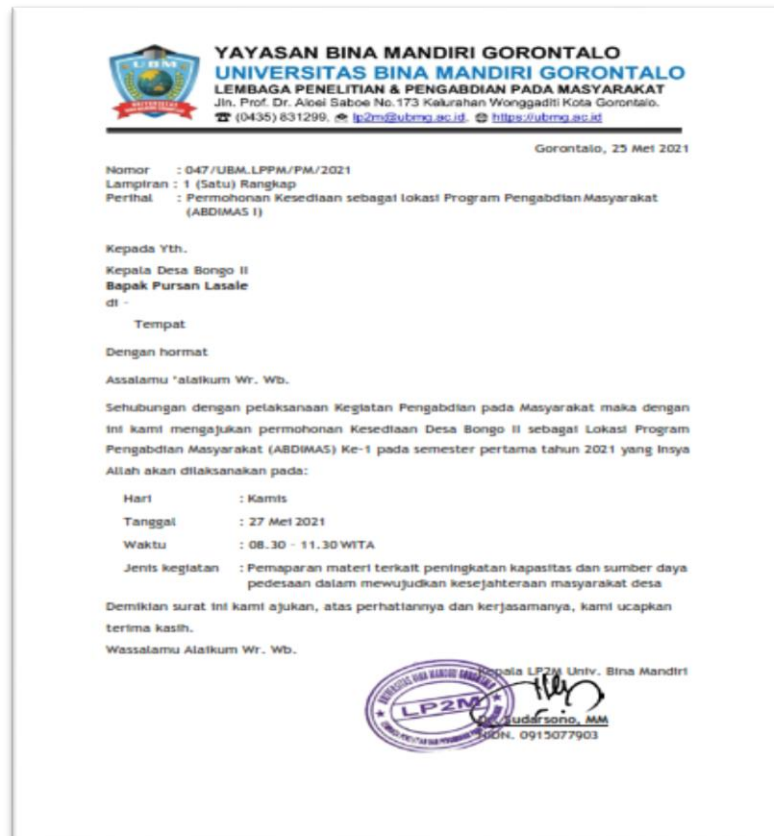 UBM
YAYASAN BINA MANDIRI GORONTALO
UNIVERSITAS BINA MANDIRI GORONTALO
LEMBAGA PENELITIAN & PENGABDIAN PADA MASYARAKAT
Jln. Prof. Dr. Aloei Saboe No.173 Kelurahan Wonggaditi Kota Gorontalo.
☎ (0435) 831299, lp2m@ubmg.ac.id, https://ubmg.ac.id
Gorontalo, 25 Mei 2021
Nomor : 047/UBM.LPPM/PM/2021
Lampiran : 1 (Satu) Rangkap
Perihal : Permohonan Kesediaan sebagai lokasi Program Pengabdian Masyarakat
(ABDIMAS I)
Kepada Yth.
Kepala Desa Bongo II
Bapak Pursan Lasale
di -
Tempat
Dengan hormat
Assalamu 'alaikum Wr. Wb.
Sehubungan dengan pelaksanaan Kegiatan Pengabdian pada Masyarakat maka dengan
ini kami mengajukan permohonan Kesediaan Desa Bongo II sebagai Lokasi Program
Pengabdian Masyarakat (ABDIMAS) Ke-1 pada semester pertama tahun 2021 yang Insya
Allah akan dilaksanakan pada:
Hari : Kamis
Tanggal : 27 Mei 2021
Waktu : 08.30 - 11.30 WITA
Jenis kegiatan : Pemaparan materi terkait peningkatan kapasitas dan sumber daya
pedesaan dalam mewujudkan kesejahteraan masyarakat desa
Demikian surat ini kami ajukan, atas perhatiannya dan kerjasamanya, kami ucapkan
terima kasih.
Wassalamu Alaikum Wr. Wb.
Kepala LP2M Univ. Bina Mandiri
LP2M
Sudarsono, MM
NIDN. 0915077903